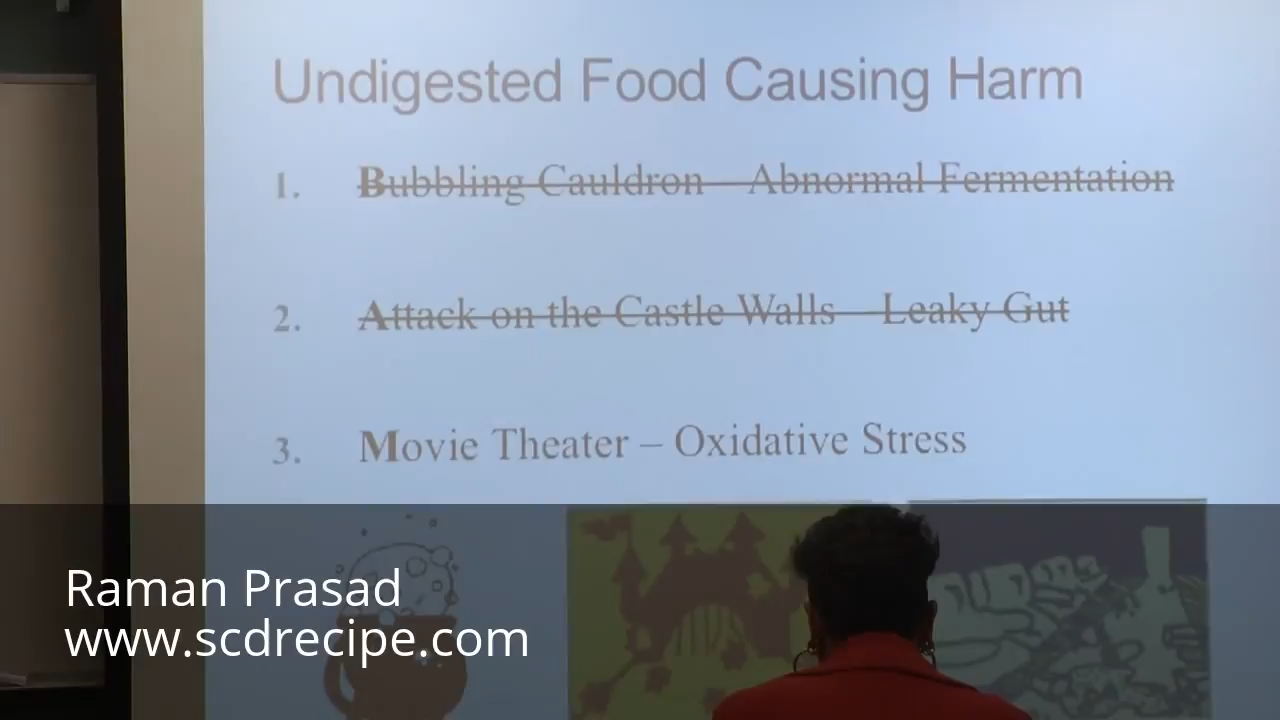 Undigested Food Causing Harm
1. Bubbling Cauldron – Abnormal Fermentation
2. Attack on the Castle Walls – Leaky Gut
3. Movie Theater – Oxidative Stress
Raman Prasad
www.scdrecipe.com